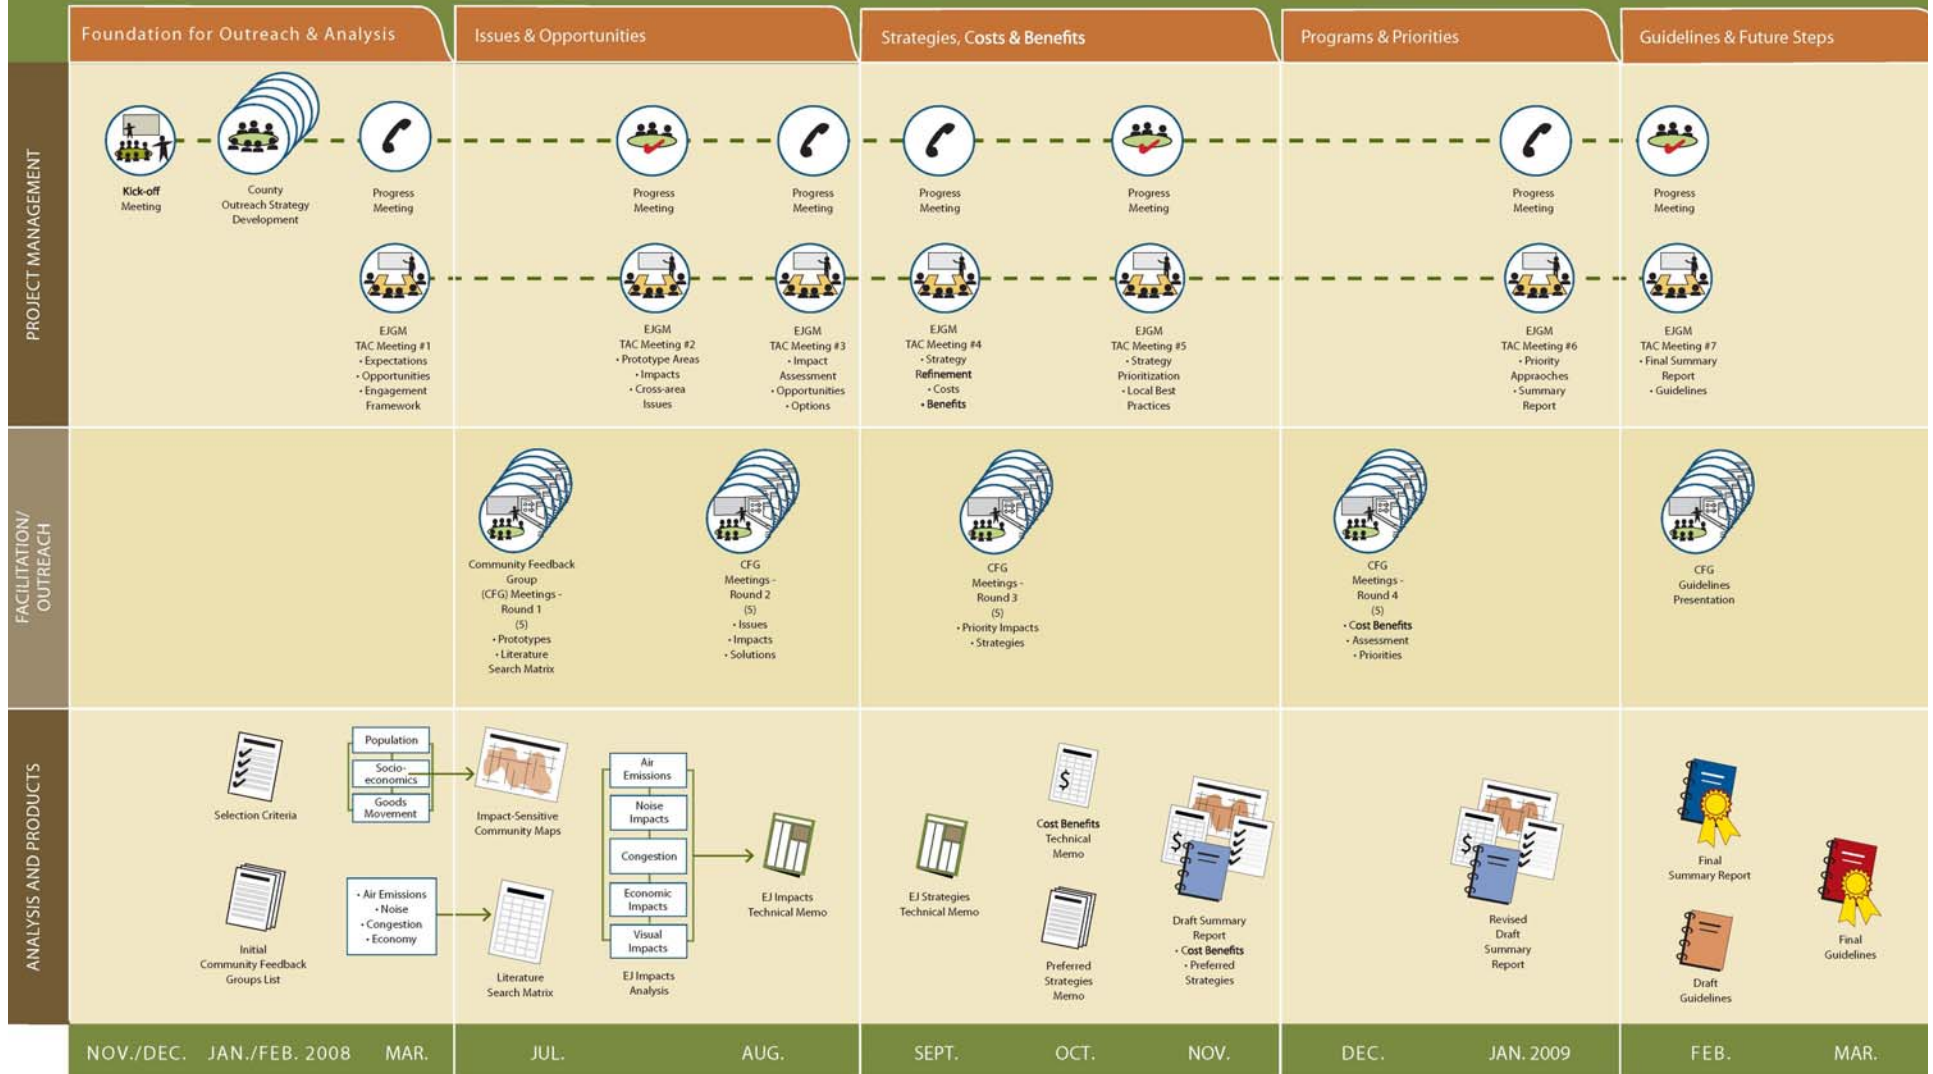 Foundation for Outreach & Analysis
Issues & Opportunities
Strategies, Costs & Benefits
Programs & Priorities
Guidelines & Future Steps
PROJECT MANAGEMENT
Kick-off
Meeting
County
Outreach Strategy
Development
Progress
Meeting
Progress
Meeting
Progress
Meeting
Progress
Meeting
Progress
Meeting
Progress
Meeting
Progress
Meeting
EJGM
TAC Meeting #1
• Expectations
• Opportunities
• Engagement
Framework
EJGM
TAC Meeting #2
• Prototype Areas
• Impacts
• Cross-area
Issues
EJGM
TAC Meeting #3
• Impact
Assessment
• Opportunities
• Options
EJGM
TAC Meeting #4
• Strategy
Refinement
• Costs
• Benefits
EJGM
TAC Meeting #5
• Strategy
Prioritization
• Local Best
Practices
EJGM
TAC Meeting #6
• Priority
Appraoches
• Summary
Report
EJGM
TAC Meeting #7
• Final Summary
Report
• Guidelines
FACILITATION/
OUTREACH
Community Feedback
Group
(CFG) Meetings -
Round 1
(5)
• Prototypes
• Literature
Search Matrix
CFG
Meetings -
Round 2
(5)
• Issues
• Impacts
• Solutions
CFG
Meetings -
Round 3
(5)
• Priority Impacts
• Strategies
CFG
Meetings -
Round 4
(5)
• Cost Benefits
• Assessment
• Priorities
CFG
Guidelines
Presentation
ANALYSIS AND PRODUCTS
Selection Criteria
Initial
Community Feedback
Groups List
Population
Socio-
economics
Goods
Movement
• Air Emissions
• Noise
• Congestion
• Economy
Impact-Sensitive
Community Maps
Literature
Search Matrix
Air
Emissions
Noise
Impacts
Congestion
Economic
Impacts
Visual
Impacts
EJ Impacts
Analysis
EJ Impacts
Technical Memo
EJ Strategies
Technical Memo
$
Cost Benefits
Technical
Memo
Preferred
Strategies
Memo
$
Draft Summary
Report
• Cost Benefits
• Preferred
Strategies
$
Revised
Draft
Summary
Report
Final
Summary Report
Draft
Guidelines
Final
Guidelines
NOV./DEC.
JAN./FEB. 2008
MAR.
JUL.
AUG.
SEPT.
OCT.
NOV.
DEC.
JAN. 2009
FEB.
MAR.